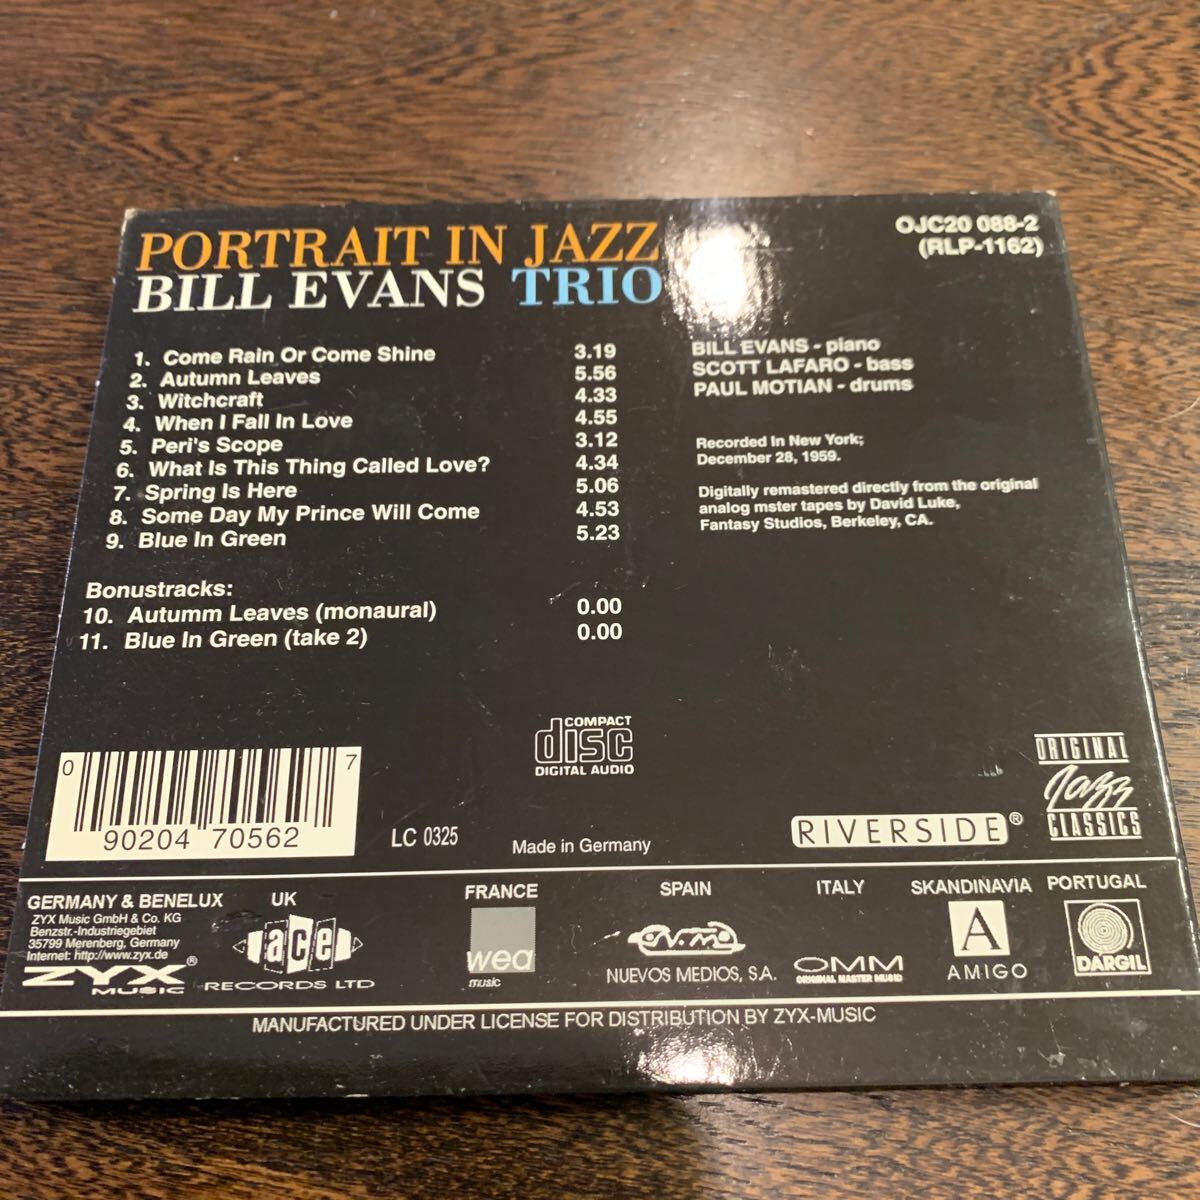 PORTRAIT IN JAZZ
BILL EVANS TRIO
OJC20 088-2
(RLP-1162)
1. Come Rain Or Come Shine 3.19
2. Autumn Leaves 5.56
3. Witchcraft 4.33
4. When I Fall In Love 4.55
5. Peri's Scope 3.12
6. What Is This Thing Called Love? 4.34
7. Spring Is Here 5.06
8. Some Day My Prince Will Come 4.53
9. Blue In Green 5.23
Bonustracks:
10. Autumm Leaves (monaural) 0.00
11. Blue In Green (take 2) 0.00
BILL EVANS - piano
SCOTT LAFARO - bass
PAUL MOTIAN - drums
Recorded In New York;
December 28, 1959.
Digitally remastered directly from the original
analog mster tapes by David Luke,
Fantasy Studios, Berkeley, CA.
COMPACT
disc
DIGITAL AUDIO
0 90204 70562 7
LC 0325
Made in Germany
RIVERSIDE®
ORIGINAL
Jazz
CLASSICS
GERMANY & BENELUX
ZYX Music GmbH & Co. KG
Benzstr.-Industriegebiet
35799 Merenberg, Germany
Internet: http://www.zyx.de
ZYX®
MUSIC
UK
ace
RECORDS LTD
FRANCE
wea
music
SPAIN
NUEVOS MEDIOS, S.A.
ITALY
OMM
ORIGINAL MASTER MUSIC
SKANDINAVIA
A
AMIGO
PORTUGAL
DARGIL
MANUFACTURED UNDER LICENSE FOR DISTRIBUTION BY ZYX-MUSIC